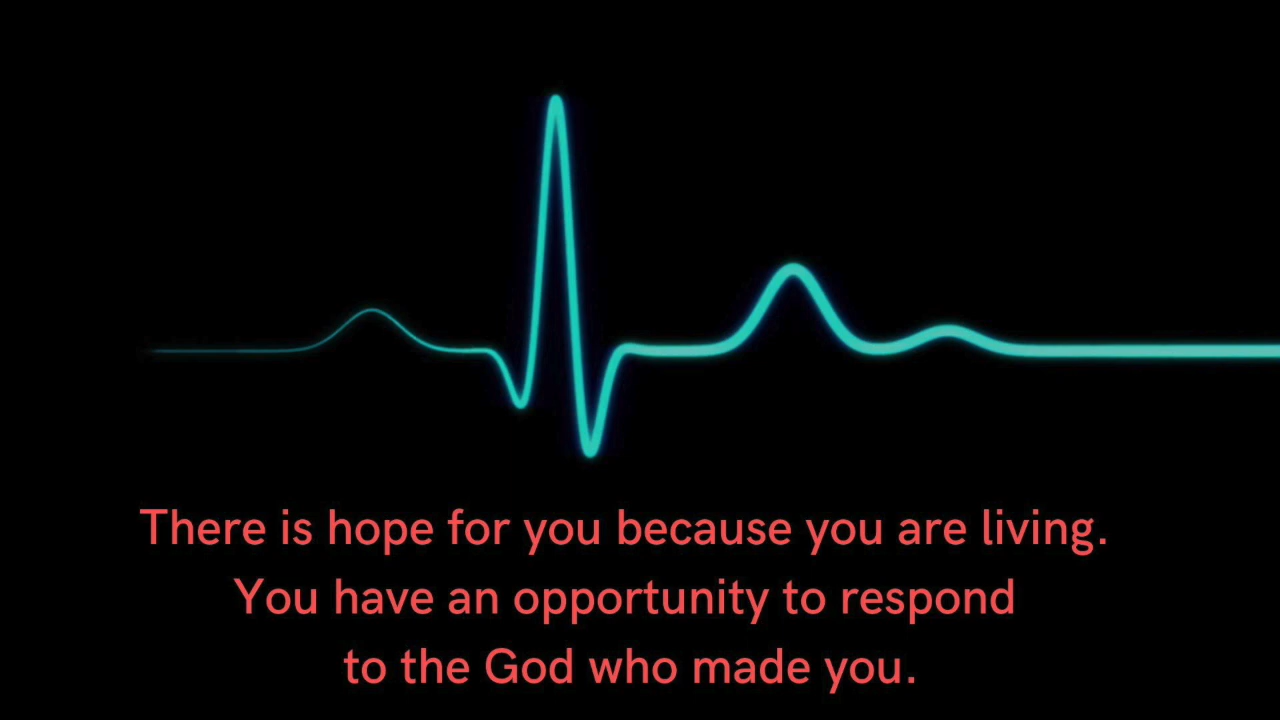 There is hope for you because you are living.
You have an opportunity to respond
to the God who made you.